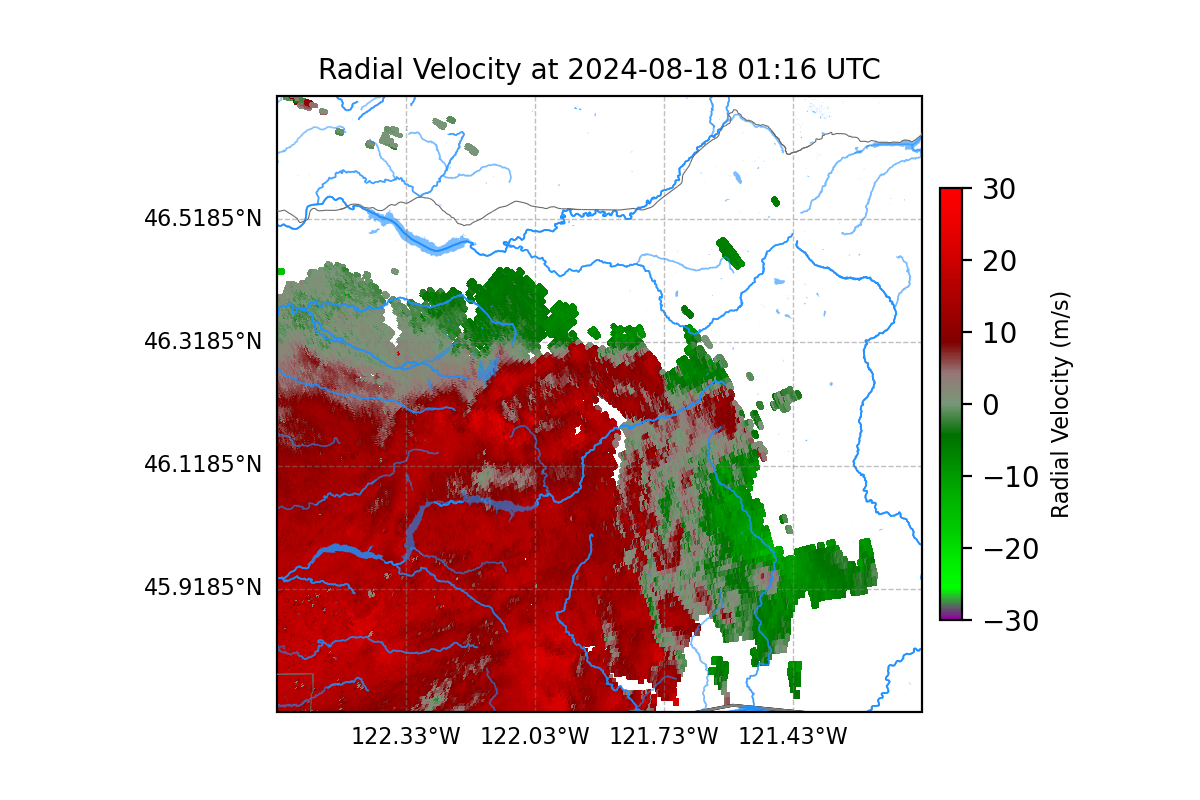 Radial Velocity at 2024-08-18 01:16 UTC
46.5185°N
46.3185°N
46.1185°N
45.9185°N
122.33°W 122.03°W 121.73°W 121.43°W
30
20
10
0
−10
−20
−30
Radial Velocity (m/s)